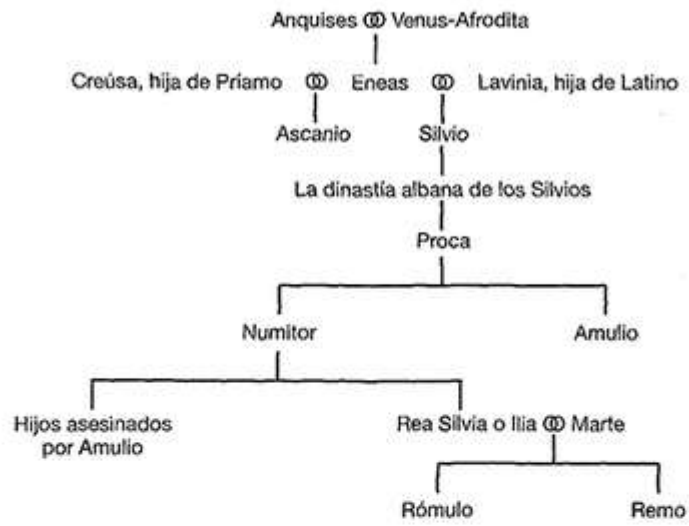 Anquises ⚭ Venus-Afrodita
Creúsa, hija de Príamo ⚭ Eneas ⚭ Lavinia, hija de Latino
Ascanio Silvio
La dinastía albana de los Silvios
Proca
Numitor Amulio
Hijos asesinados Rea Silvia o Ilia ⚭ Marte
por Amulio
Rómulo Remo